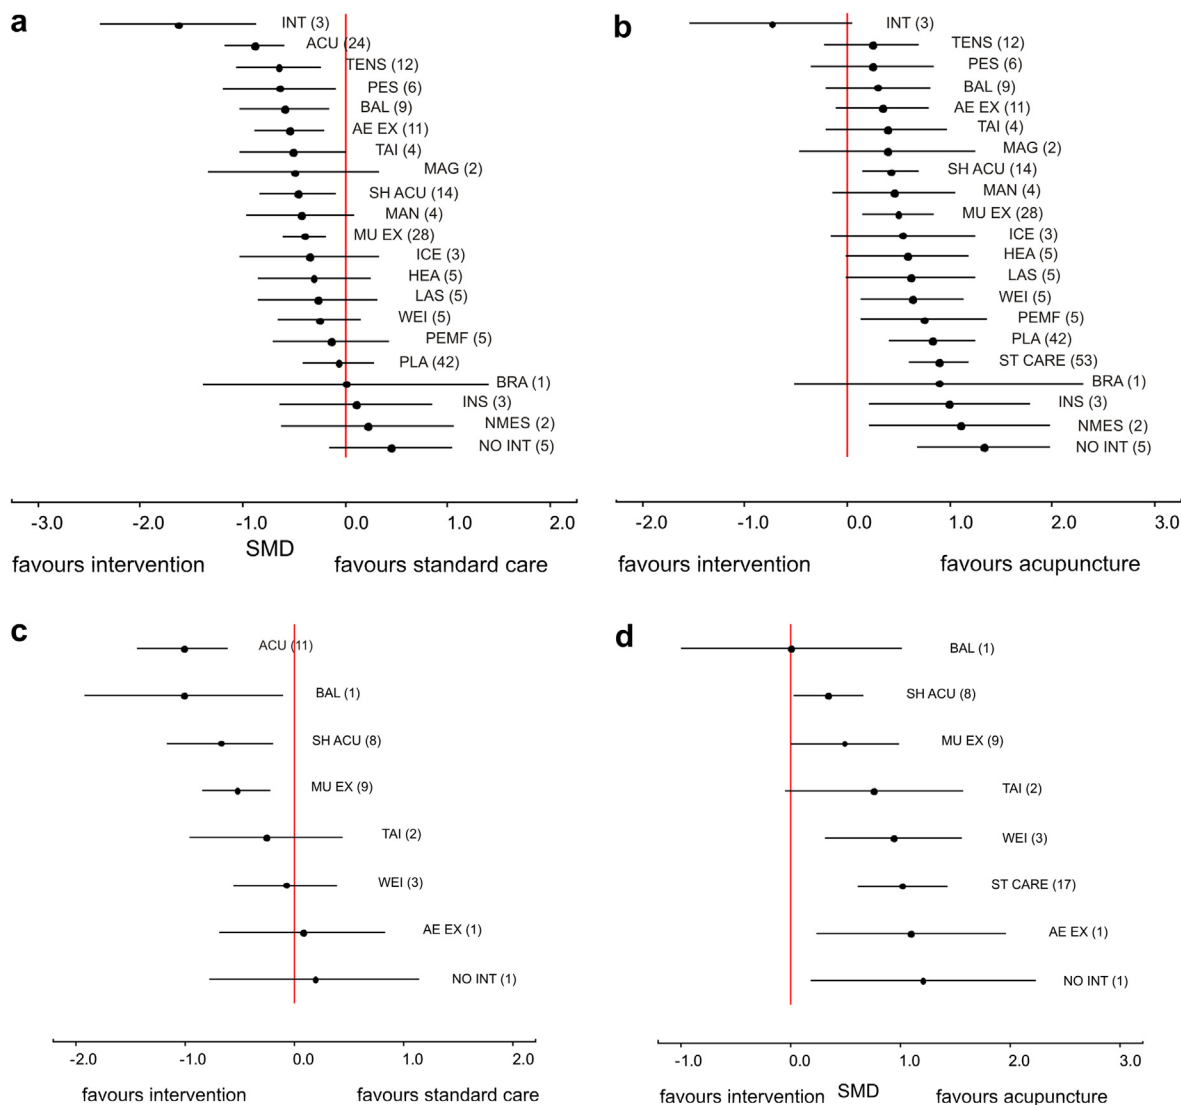 a
INT (3)
ACU (24)
TENS (12)
PES (6)
BAL (9)
AE EX (11)
TAI (4)
MAG (2)
SH ACU (14)
MAN (4)
MU EX (28)
ICE (3)
HEA (5)
LAS (5)
WEI (5)
PEMF (5)
PLA (42)
BRA (1)
INS (3)
NMES (2)
NO INT (5)
-3.0 -2.0 -1.0 0.0 1.0 2.0
SMD
favours intervention favours standard care
b
INT (3)
TENS (12)
PES (6)
BAL (9)
AE EX (11)
TAI (4)
MAG (2)
SH ACU (14)
MAN (4)
MU EX (28)
ICE (3)
HEA (5)
LAS (5)
WEI (5)
PEMF (5)
PLA (42)
ST CARE (53)
BRA (1)
INS (3)
NMES (2)
NO INT (5)
-2.0 -1.0 0.0 1.0 2.0 3.0
favours intervention favours acupuncture
c
ACU (11)
BAL (1)
SH ACU (8)
MU EX (9)
TAI (2)
WEI (3)
AE EX (1)
NO INT (1)
-2.0 -1.0 0.0 1.0 2.0
favours intervention favours standard care
d
BAL (1)
SH ACU (8)
MU EX (9)
TAI (2)
WEI (3)
ST CARE (17)
AE EX (1)
NO INT (1)
-1.0 0.0 1.0 2.0 3.0
favours intervention SMD favours acupuncture